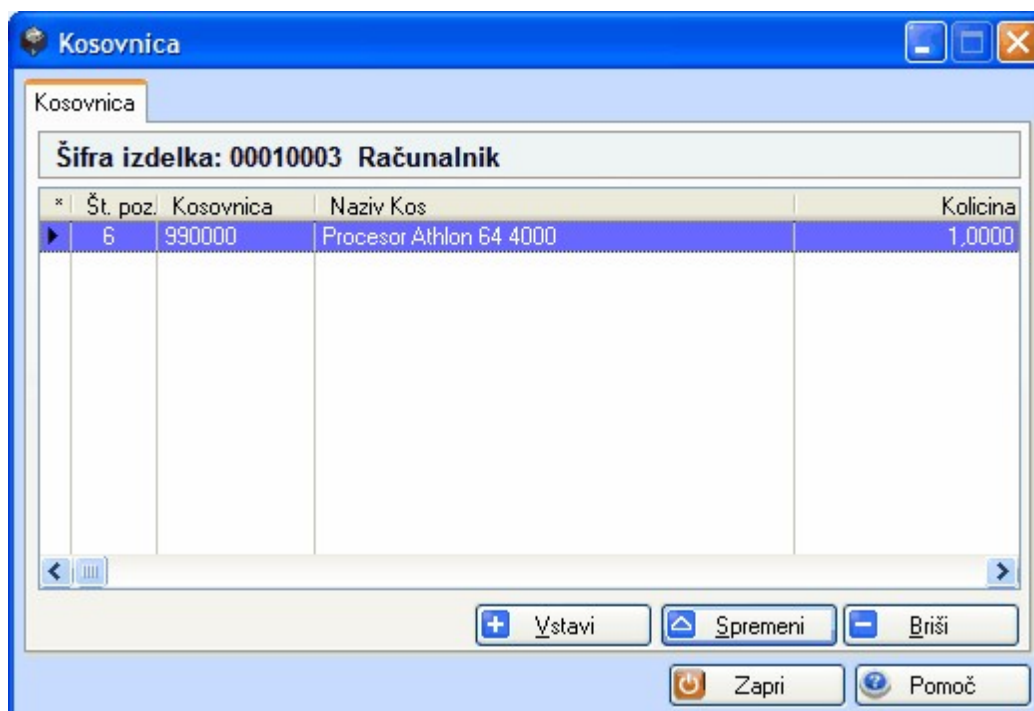 Kosovnica
Kosovnica
Šifra izdelka: 00010003 Računalnik
* Št. poz. Kosovnica Naziv Kos Kolicina
6 990000 Procesor Athlon 64 4000 1,0000
Vstavi Spremeni Briši
Zapri Pomoč